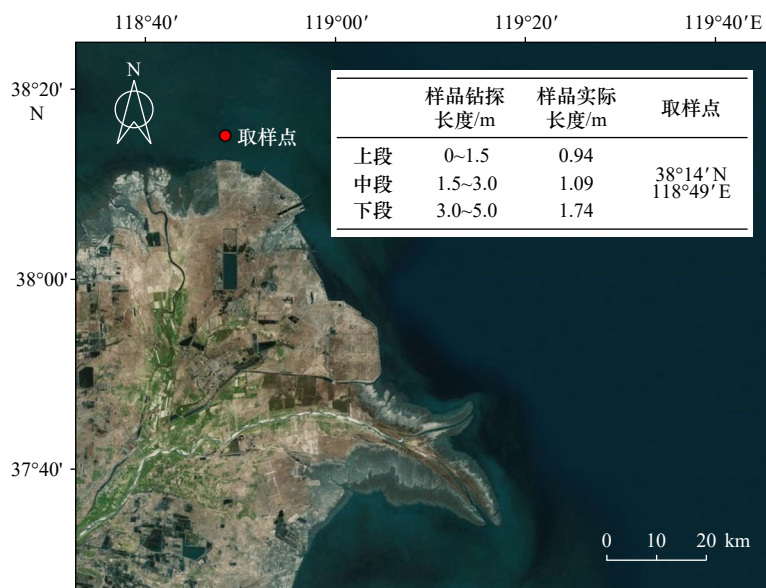 118°40′ 119°00′ 119°20′ 119°40′E
38°20′
N
38°00′
37°40′
N
取样点
样品钻探长度/m 样品实际长度/m 取样点
上段 0~1.5 0.94
中段 1.5~3.0 1.09
下段 3.0~5.0 1.74
38°14′N
118°49′E
0 10 20 km